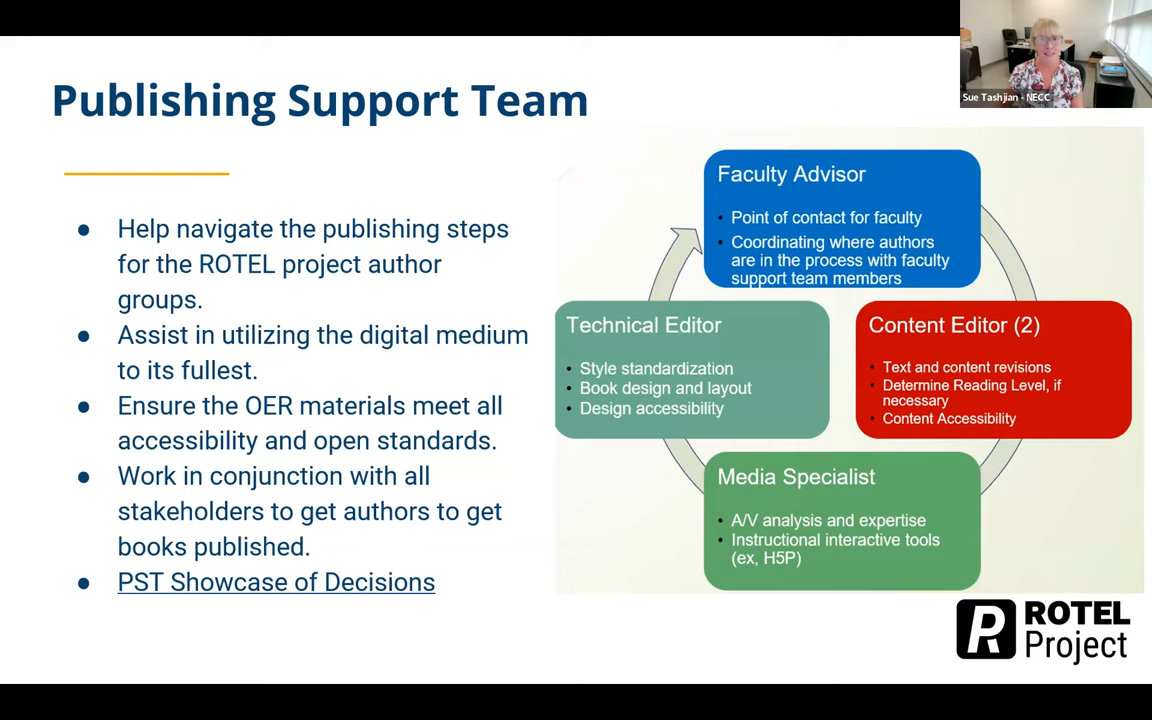 Publishing Support Team
Sue Tashjian - NECC
● Help navigate the publishing steps
for the ROTEL project author
groups.
● Assist in utilizing the digital medium
to its fullest.
● Ensure the OER materials meet all
accessibility and open standards.
● Work in conjunction with all
stakeholders to get authors to get
books published.
● PST Showcase of Decisions
Faculty Advisor
• Point of contact for faculty
• Coordinating where authors
are in the process with faculty
support team members
Technical Editor
• Style standardization
• Book design and layout
• Design accessibility
Content Editor (2)
• Text and content revisions
• Determine Reading Level, if
necessary
• Content Accessibility
Media Specialist
• A/V analysis and expertise
• Instructional interactive tools
(ex, H5P)
R ROTEL
Project